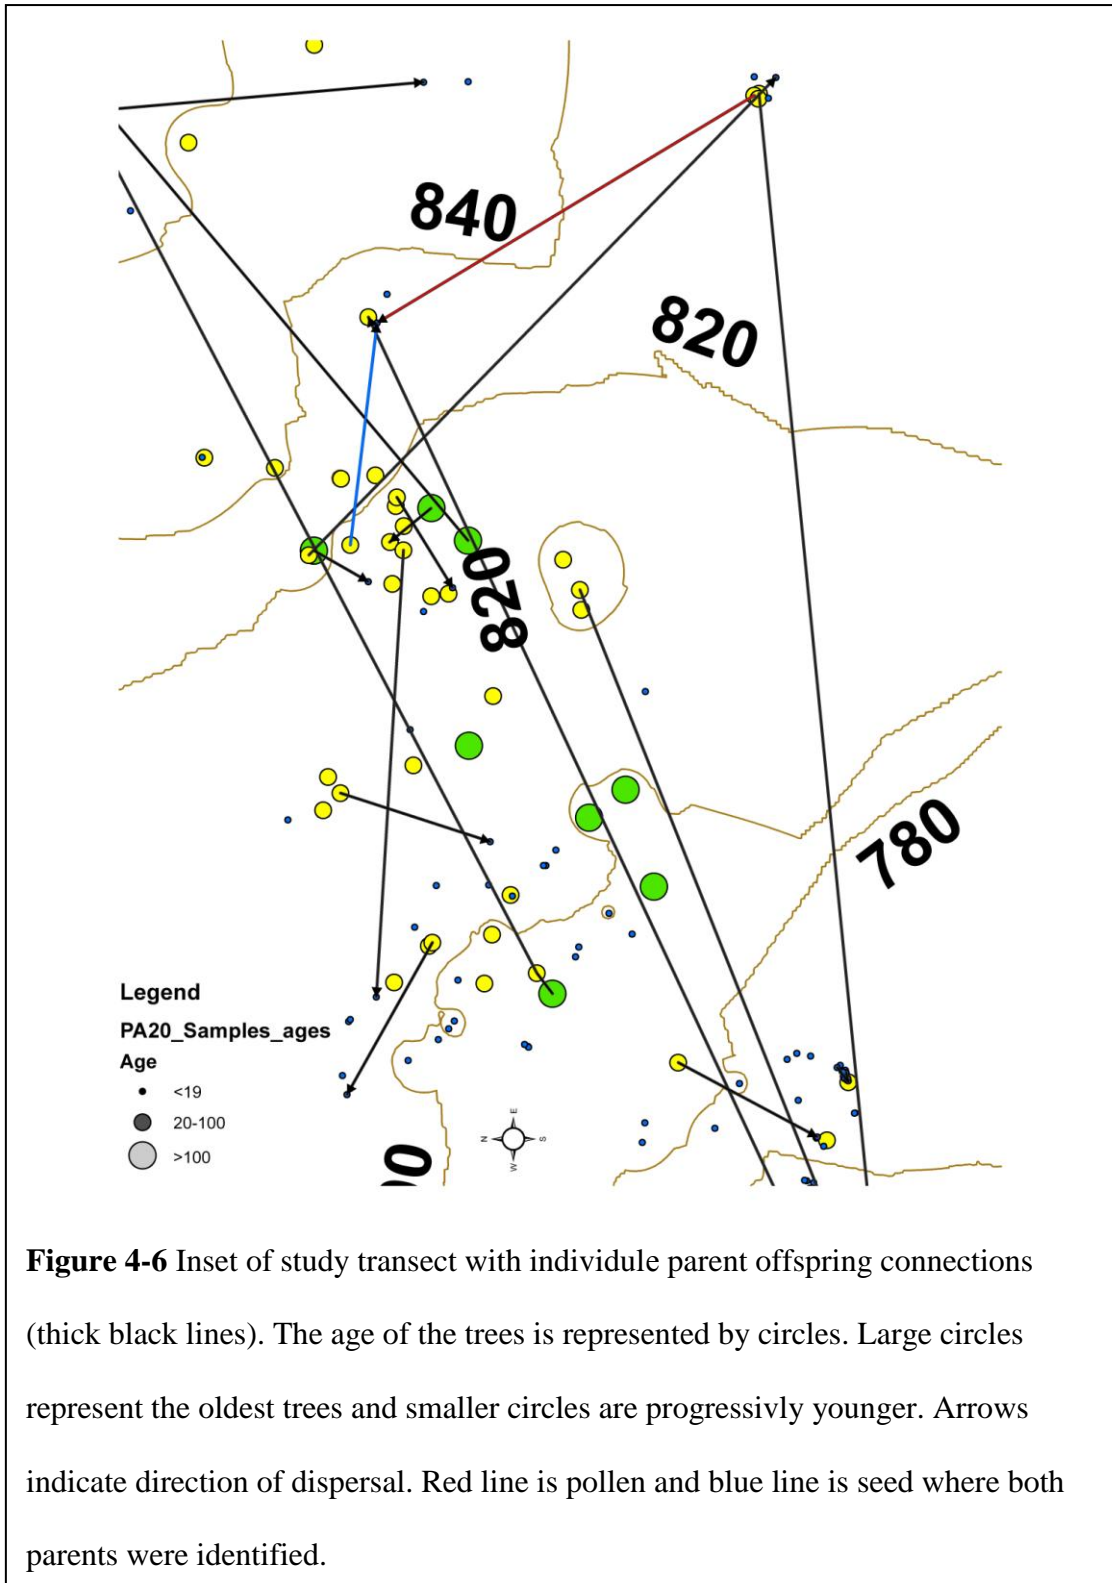 840
820
820
780
Legend
PA20_Samples_ages
Age
<19
20-100
>100
E
N
S
W
Figure 4-6 Inset of study transect with individule parent offspring connections
(thick black lines). The age of the trees is represented by circles. Large circles
represent the oldest trees and smaller circles are progressivly younger. Arrows
indicate direction of dispersal. Red line is pollen and blue line is seed where both
parents were identified.